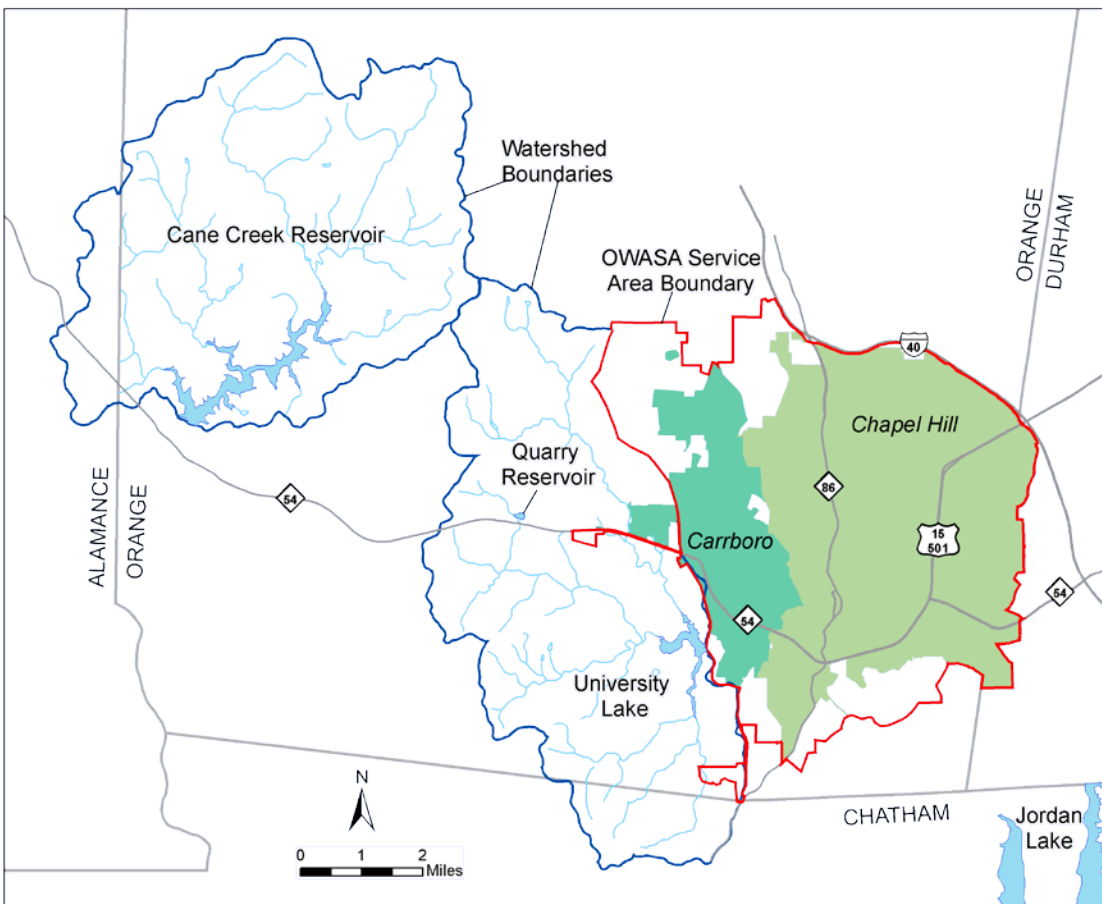 Watershed
Boundaries
Cane Creek Reservoir
OWASA Service
Area Boundary
ORANGE
DURHAM
40
Chapel Hill
Quarry
Reservoir
ALAMANCE
ORANGE
54
86
15
501
Carrboro
54
54
University
Lake
N
CHATHAM
Jordan
Lake
0 1 2
Miles